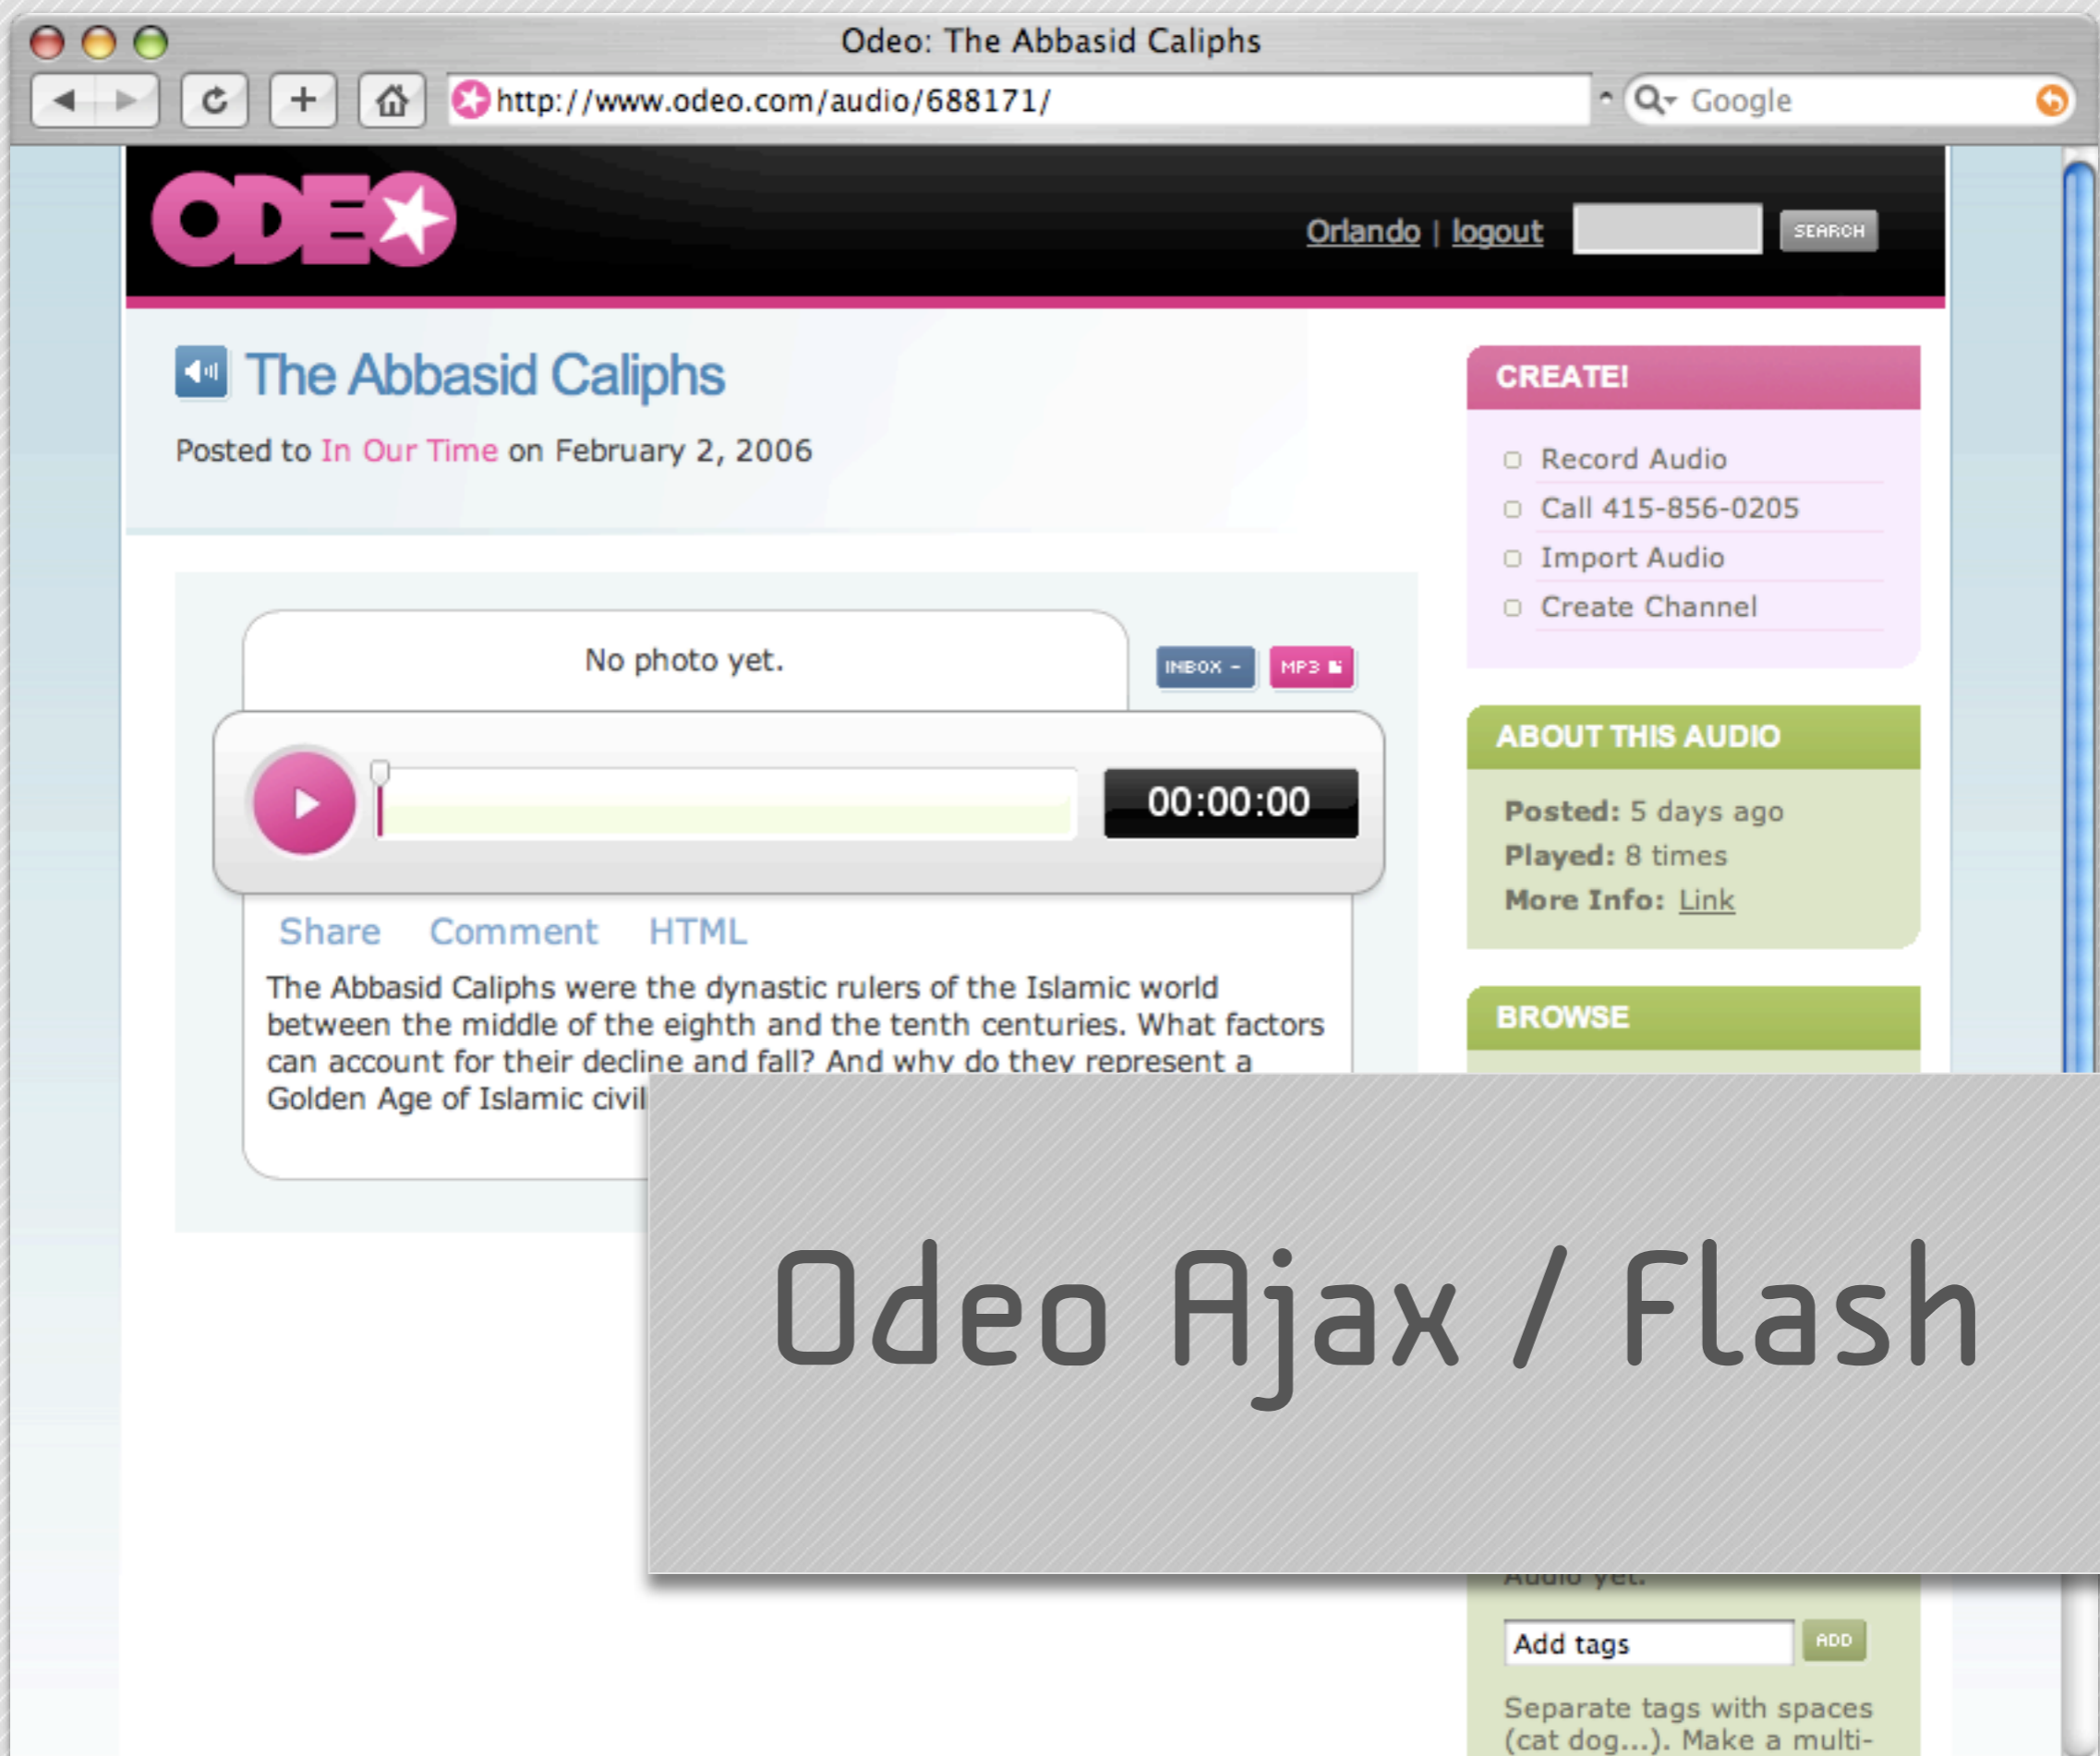 Odeo: The Abbasid Caliphs
http://www.odeo.com/audio/688171/
Google
ODEO
Orlando | logout
SEARCH
The Abbasid Caliphs
Posted to In Our Time on February 2, 2006
No photo yet.
INBOX -
MP3
00:00:00
Share Comment HTML
The Abbasid Caliphs were the dynastic rulers of the Islamic world
between the middle of the eighth and the tenth centuries. What factors
can account for their decline and fall? And why do they represent a
Golden Age of Islamic civil
CREATE!
Record Audio
Call 415-856-0205
Import Audio
Create Channel
ABOUT THIS AUDIO
Posted: 5 days ago
Played: 8 times
More Info: Link
BROWSE
Odeo Ajax / Flash
Audio yet.
Add tags
ADD
Separate tags with spaces
(cat dog...). Make a multi-